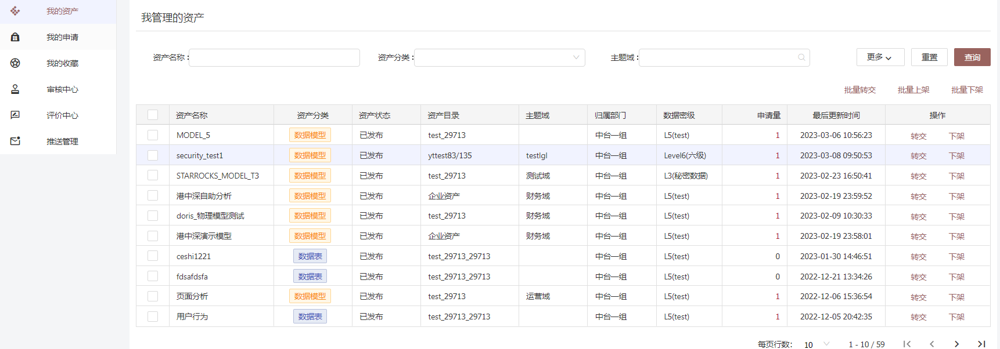 我的资产
我的申请
我的收藏
审核中心
评价中心
推送管理
我管理的资产
资产名称 : 资产分类 : 主题域 : 更多 重置 查询
批量转交 批量上架 批量下架
资产名称 资产分类 资产状态 资产目录 主题域 归属部门 数据密级 申请量 最后更新时间 操作
MODEL_5 数据模型 已发布 test_29713 中台一组 L5(test) 1 2023-03-06 10:56:23 转交 下架
security_test1 数据模型 已发布 yttest83/135 testlgl 中台一组 Level6(六级) 1 2023-03-08 09:50:53 转交 下架
STARROCKS_MODEL_T3 数据模型 已发布 test_29713 测试域 中台一组 L3(秘密数据) 1 2023-02-23 16:50:41 转交 下架
港中深自助分析 数据模型 已发布 企业资产 财务域 中台一组 L5(test) 1 2023-02-19 23:59:52 转交 下架
doris_物理模型测试 数据模型 已发布 test_29713 财务域 中台一组 L5(test) 1 2023-02-09 10:30:33 转交 下架
港中深演示模型 数据模型 已发布 企业资产 财务域 中台一组 L5(test) 1 2023-02-19 23:58:01 转交 下架
ceshi1221 数据表 已发布 test_29713_29713 中台一组 L5(test) 0 2023-01-30 14:46:51 转交 下架
fdsafdsfa 数据表 已发布 test_29713_29713 中台一组 L5(test) 0 2022-12-21 13:34:26 转交 下架
页面分析 数据模型 已发布 test_29713 运营域 中台一组 L5(test) 1 2022-12-06 15:36:54 转交 下架
用户行为 数据表 已发布 test_29713_29713 中台一组 L5(test) 1 2022-12-05 20:42:35 转交 下架
每页行数: 10 1 - 10 / 59